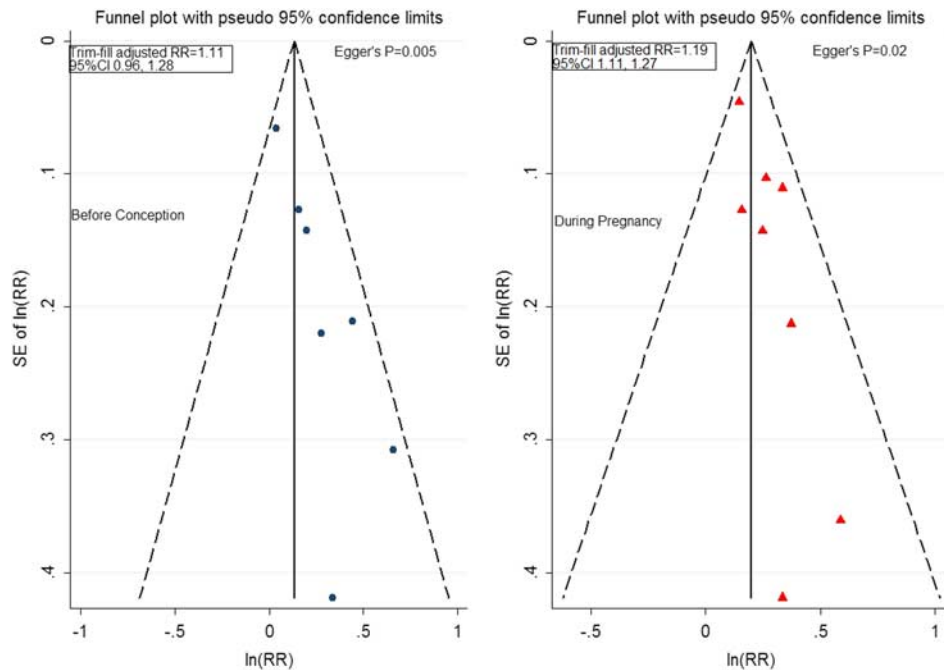 Funnel plot with pseudo 95% confidence limits
Trim-fill adjusted RR=1.11
95%CI 0.96, 1.28
Egger's P=0.005
Before Conception
SE of ln(RR)
0
.1
.2
.3
.4
-1
-.5
0
.5
1
ln(RR)
Funnel plot with pseudo 95% confidence limits
Trim-fill adjusted RR=1.19
95%CI 1.11, 1.27
Egger's P=0.02
During Pregnancy
SE of ln(RR)
0
.1
.2
.3
.4
-.5
0
.5
1
ln(RR)